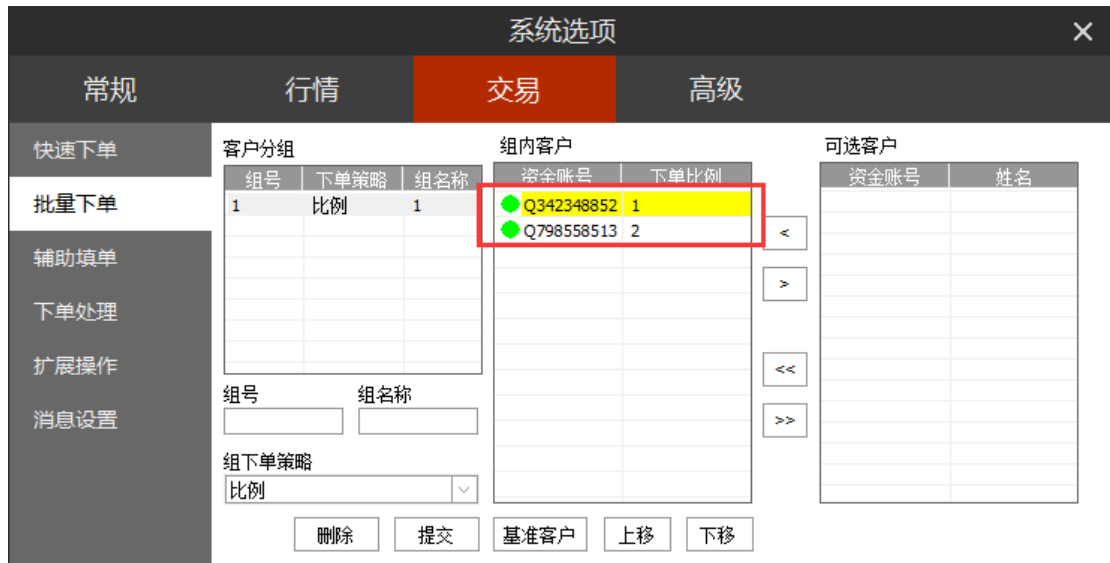 系统选项
常规 行情 交易 高级
快速下单
批量下单
辅助填单
下单处理
扩展操作
消息设置
客户分组
组号 下单策略 组名称
1 比例 1
组号 组名称
组下单策略
比例
删除 提交 基准客户 上移 下移
组内客户
资金账号 下单比例
Q342348852 1
Q798558513 2
<
>
<<
>>
可选客户
资金账号 姓名